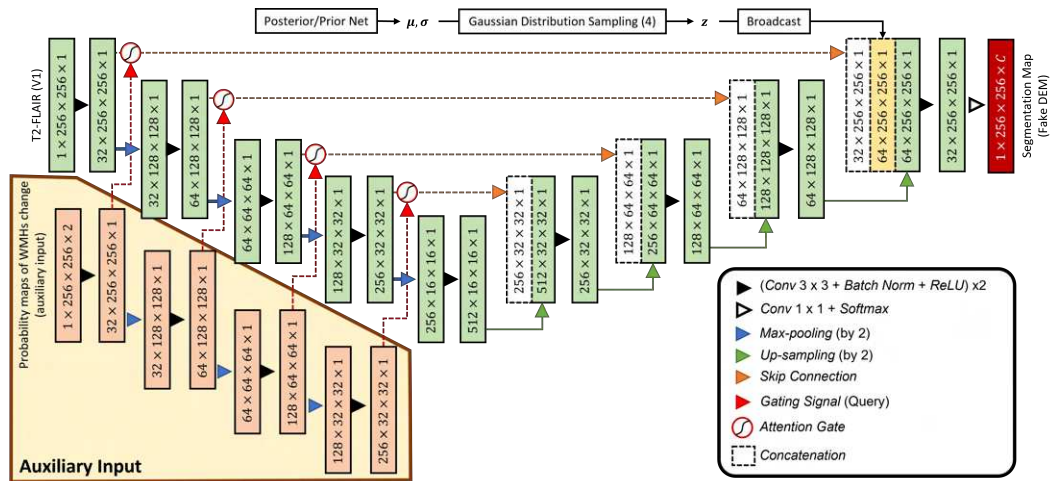 Posterior/Prior Net
μ, σ
Gaussian Distribution Sampling (4)
z
Broadcast
T2-FLAIR (V1)
1 × 256 × 256 × 1
32 × 256 × 256 × 1
32 × 128 × 128 × 1
64 × 128 × 128 × 1
64 × 64 × 64 × 1
128 × 64 × 64 × 1
128 × 32 × 32 × 1
256 × 32 × 32 × 1
256 × 16 × 16 × 1
512 × 16 × 16 × 1
256 × 32 × 32 × 1
512 × 32 × 32 × 1
256 × 32 × 32 × 1
128 × 64 × 64 × 1
256 × 64 × 64 × 1
128 × 64 × 64 × 1
64 × 128 × 128 × 1
128 × 128 × 128 × 1
64 × 128 × 128 × 1
32 × 256 × 256 × 1
64 × 256 × 256 × 1
64 × 256 × 256 × 1
32 × 256 × 256 × 1
1 × 256 × 256 × C
Segmentation Map
(Fake DEM)
Probability maps of WMHs change
(auxiliary input)
1 × 256 × 256 × 2
32 × 256 × 256 × 1
32 × 128 × 128 × 1
64 × 128 × 128 × 1
64 × 64 × 64 × 1
128 × 64 × 64 × 1
128 × 32 × 32 × 1
256 × 32 × 32 × 1
Auxiliary Input
(Conv 3 x 3 + Batch Norm + ReLU) x2
Conv 1 x 1 + Softmax
Max-pooling (by 2)
Up-sampling (by 2)
Skip Connection
Gating Signal (Query)
Attention Gate
Concatenation